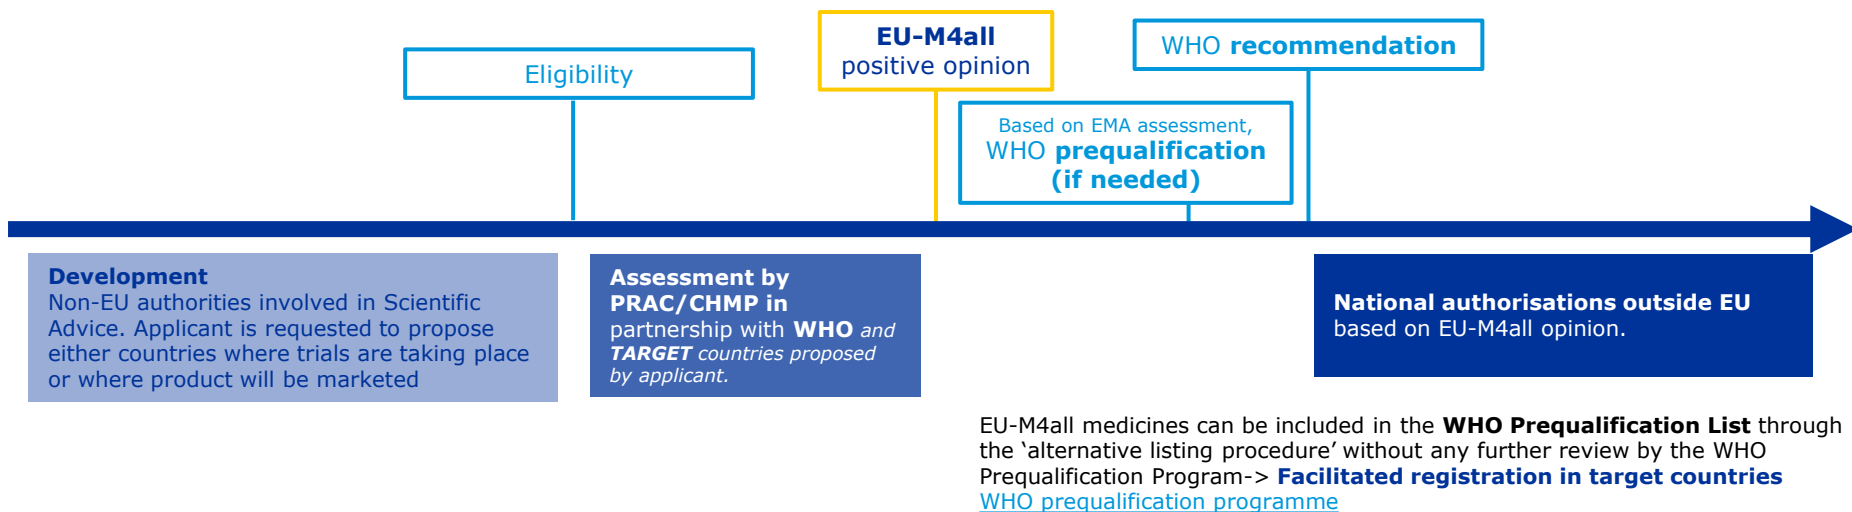 Eligibility
EU-M4all
positive opinion
WHO recommendation
Based on EMA assessment,
WHO prequalification
(if needed)
Development
Non-EU authorities involved in Scientific
Advice. Applicant is requested to propose
either countries where trials are taking place
or where product will be marketed
Assessment by
PRAC/CHMP in
partnership with WHO and
TARGET countries proposed
by applicant.
National authorisations outside EU
based on EU-M4all opinion.
EU-M4all medicines can be included in the WHO Prequalification List through
the ‘alternative listing procedure’ without any further review by the WHO
Prequalification Program-> Facilitated registration in target countries
WHO prequalification programme